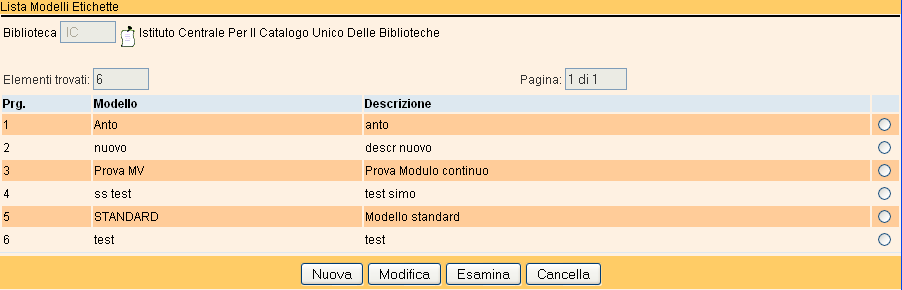 Lista Modelli Etichette
Biblioteca IC Istituto Centrale Per Il Catalogo Unico Delle Biblioteche
Elementi trovati: 6 Pagina: 1 di 1
Prg. Modello Descrizione
1 Anto anto
2 nuovo descr nuovo
3 Prova MV Prova Modulo continuo
4 ss test test simo
5 STANDARD Modello standard
6 test test
Nuova Modifica Esamina Cancella